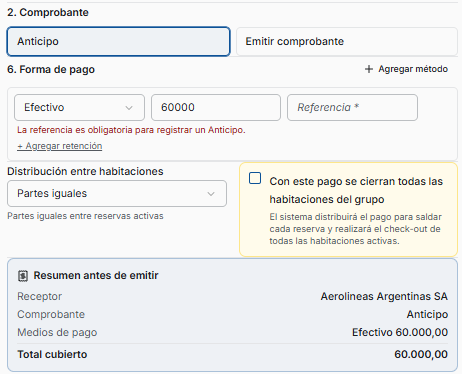 2. Comprobante
Anticipo
Emitir comprobante
6. Forma de pago
+ Agregar método
Efectivo
60000
Referencia *
La referencia es obligatoria para registrar un Anticipo.
+ Agregar retención
Distribución entre habitaciones
Partes iguales
Partes iguales entre reservas activas
Con este pago se cierran todas las
habitaciones del grupo
El sistema distribuirá el pago para saldar
cada reserva y realizará el check-out de
todas las habitaciones activas.
Resumen antes de emitir
Receptor Aerolineas Argentinas SA
Comprobante Anticipo
Medios de pago Efectivo 60.000,00
Total cubierto 60.000,00